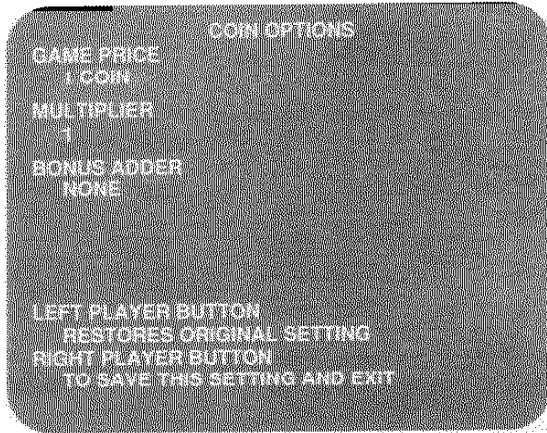 COIN OPTIONS
GAME PRICE
1 COIN
MULTIPLIER
1
BONUS ADDER
NONE
LEFT PLAYER BUTTON
RESTORES ORIGINAL SETTING
RIGHT PLAYER BUTTON
TO SAVE THIS SETTING AND EXIT